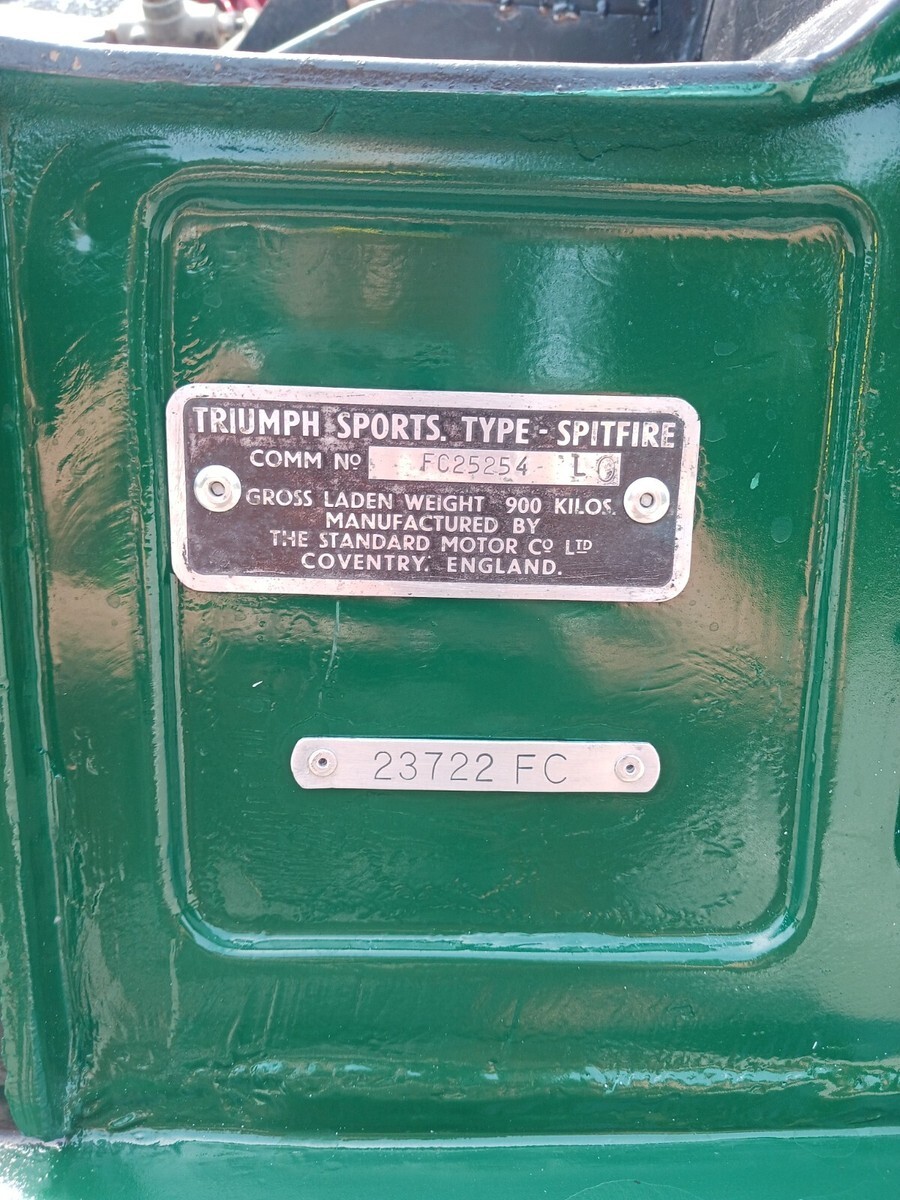 TRIUMPH SPORTS. TYPE - SPITFIRE
COMM Nº FC25254 LO
GROSS LADEN WEIGHT 900 KILOS.
MANUFACTURED BY
THE STANDARD MOTOR Cº LTD
COVENTRY. ENGLAND.
23722 FC